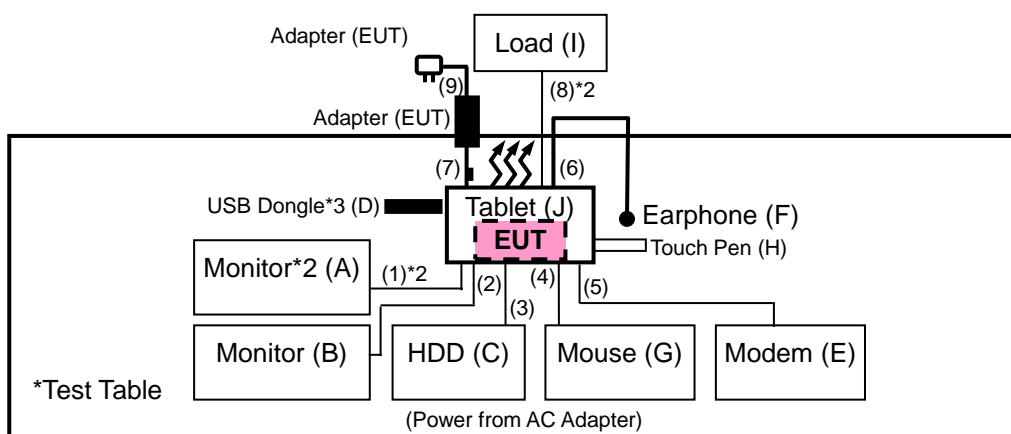 Adapter (EUT)
Load (I)
(9)
(8)*2
Adapter (EUT)
(7)
(6)
USB Dongle*3 (D)
Tablet (J)
Earphone (F)
EUT
Touch Pen (H)
Monitor*2 (A)
(1)*2
(2)
(4)
(5)
(3)
Monitor (B)
HDD (C)
Mouse (G)
Modem (E)
*Test Table
(Power from AC Adapter)